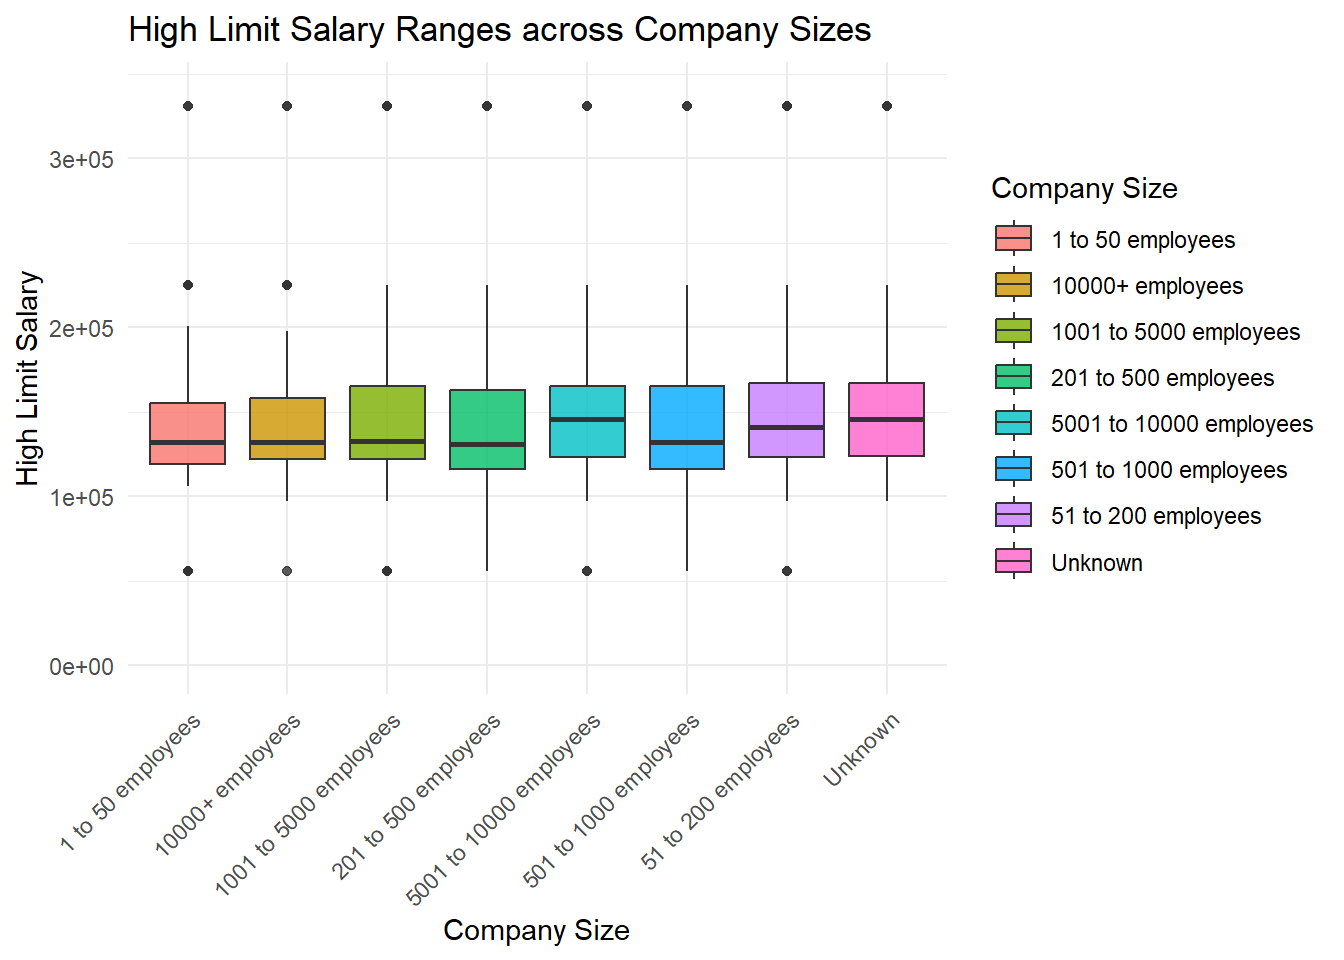 High Limit Salary Ranges across Company Sizes
High Limit Salary
3e+05
2e+05
1e+05
0e+00
1 to 50 employees
10000+ employees
1001 to 5000 employees
201 to 500 employees
5001 to 10000 employees
501 to 1000 employees
51 to 200 employees
Unknown
Company Size
Company Size
1 to 50 employees
10000+ employees
1001 to 5000 employees
201 to 500 employees
5001 to 10000 employees
501 to 1000 employees
51 to 200 employees
Unknown